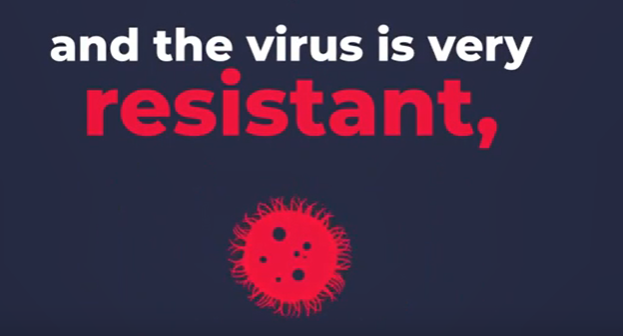 and the virus is very
resistant,